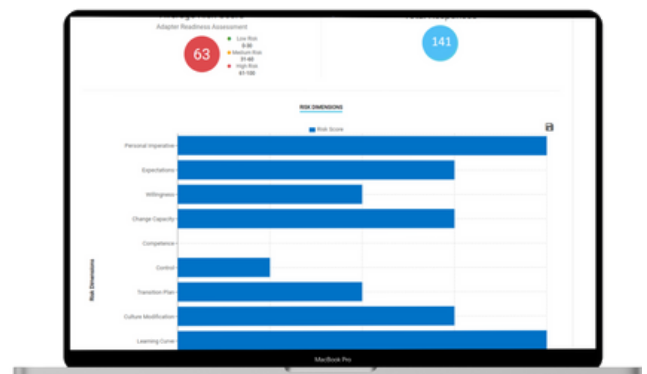 Adapter Readiness Assessment
63
Low Risk
0-30
Medium Risk
31-60
High Risk
61-100
141
RISK DIMENSIONS
Risk Score
Personal Imperative
Expectations
Willingness
Change Capacity
Competence
Control
Transition Plan
Culture Modification
Learning Curve
Risk Dimensions
MacBook Pro